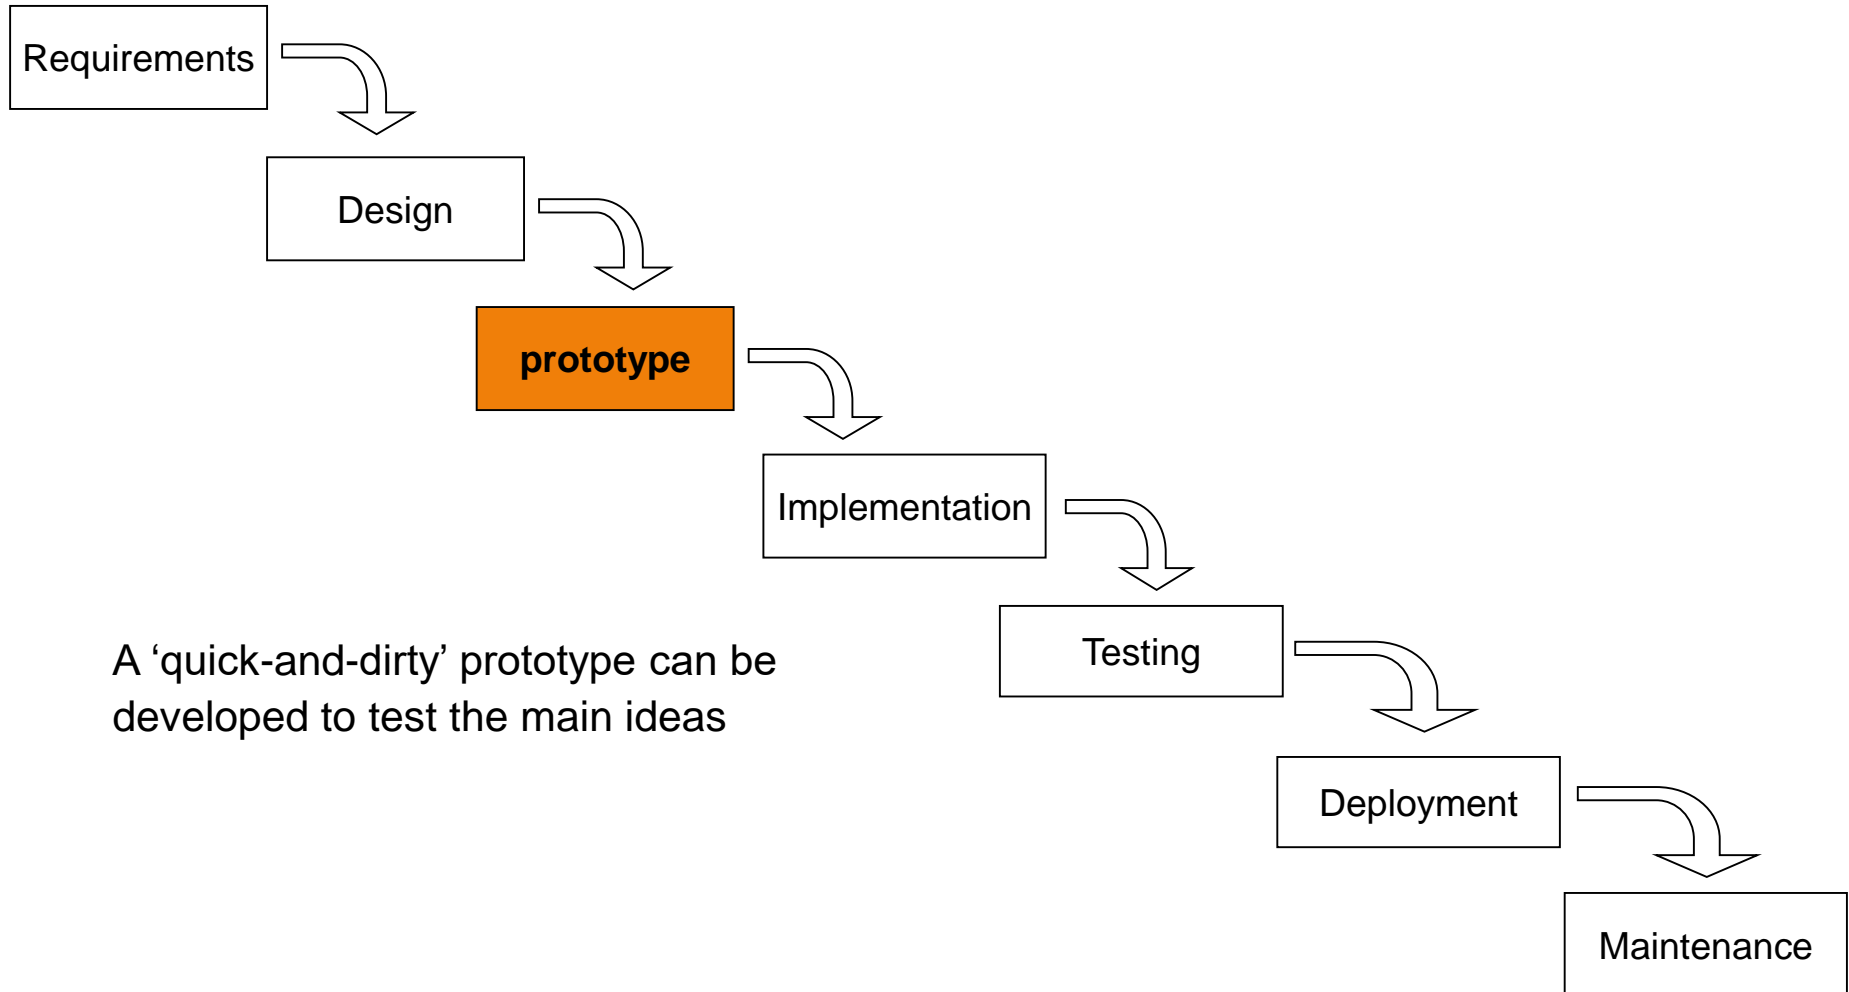 Requirements
Design
prototype
Implementation
Testing
A ‘quick-and-dirty’ prototype can be
developed to test the main ideas
Deployment
Maintenance